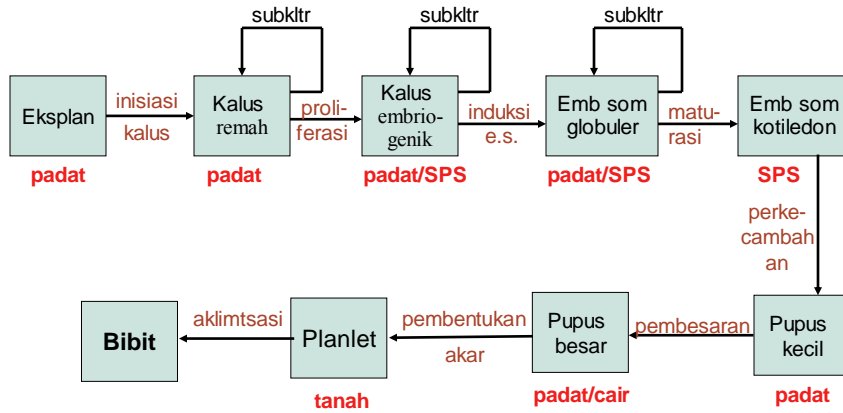 subkltr
subkltr
subkltr
Eksplan
inisiasi
kalus
Kalus
remah
proli-
ferasi
Kalus
embrio-
genik
induksi
e.s.
Emb som
globuler
matu-
rasi
Emb som
kotiledon
padat
padat
padat/SPS
padat/SPS
SPS
perke-
cambah
an
Bibit
aklimtsasi
Planlet
pembentukan
akar
Pupus
besar
pembesaran
Pupus
kecil
tanah
padat/cair
padat